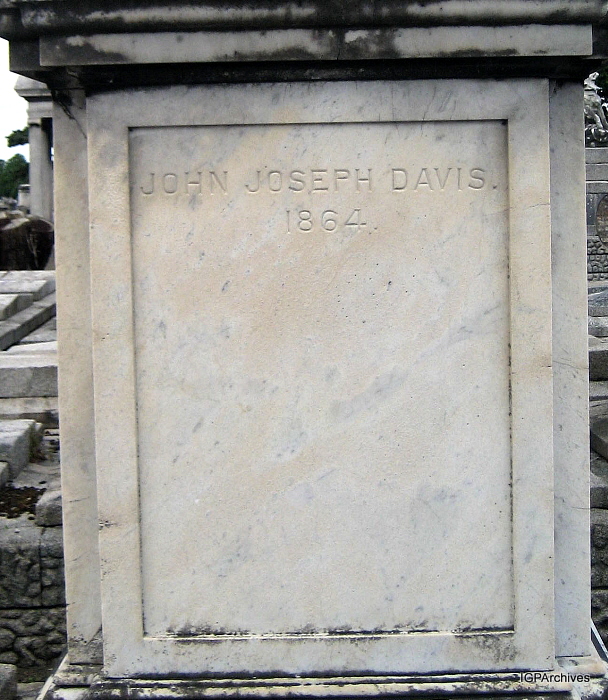 JOHN JOSEPH DAVIS.
1864.
IGPArchives